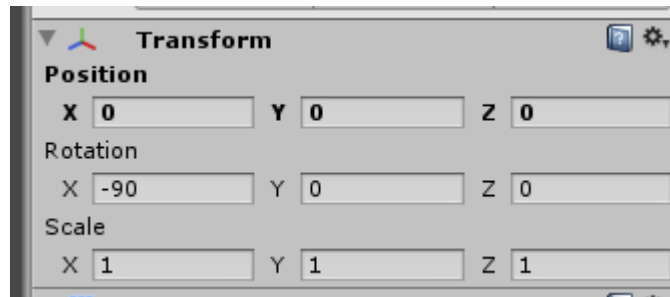 Transform
Position
X 0 Y 0 Z 0
Rotation
X -90 Y 0 Z 0
Scale
X 1 Y 1 Z 1